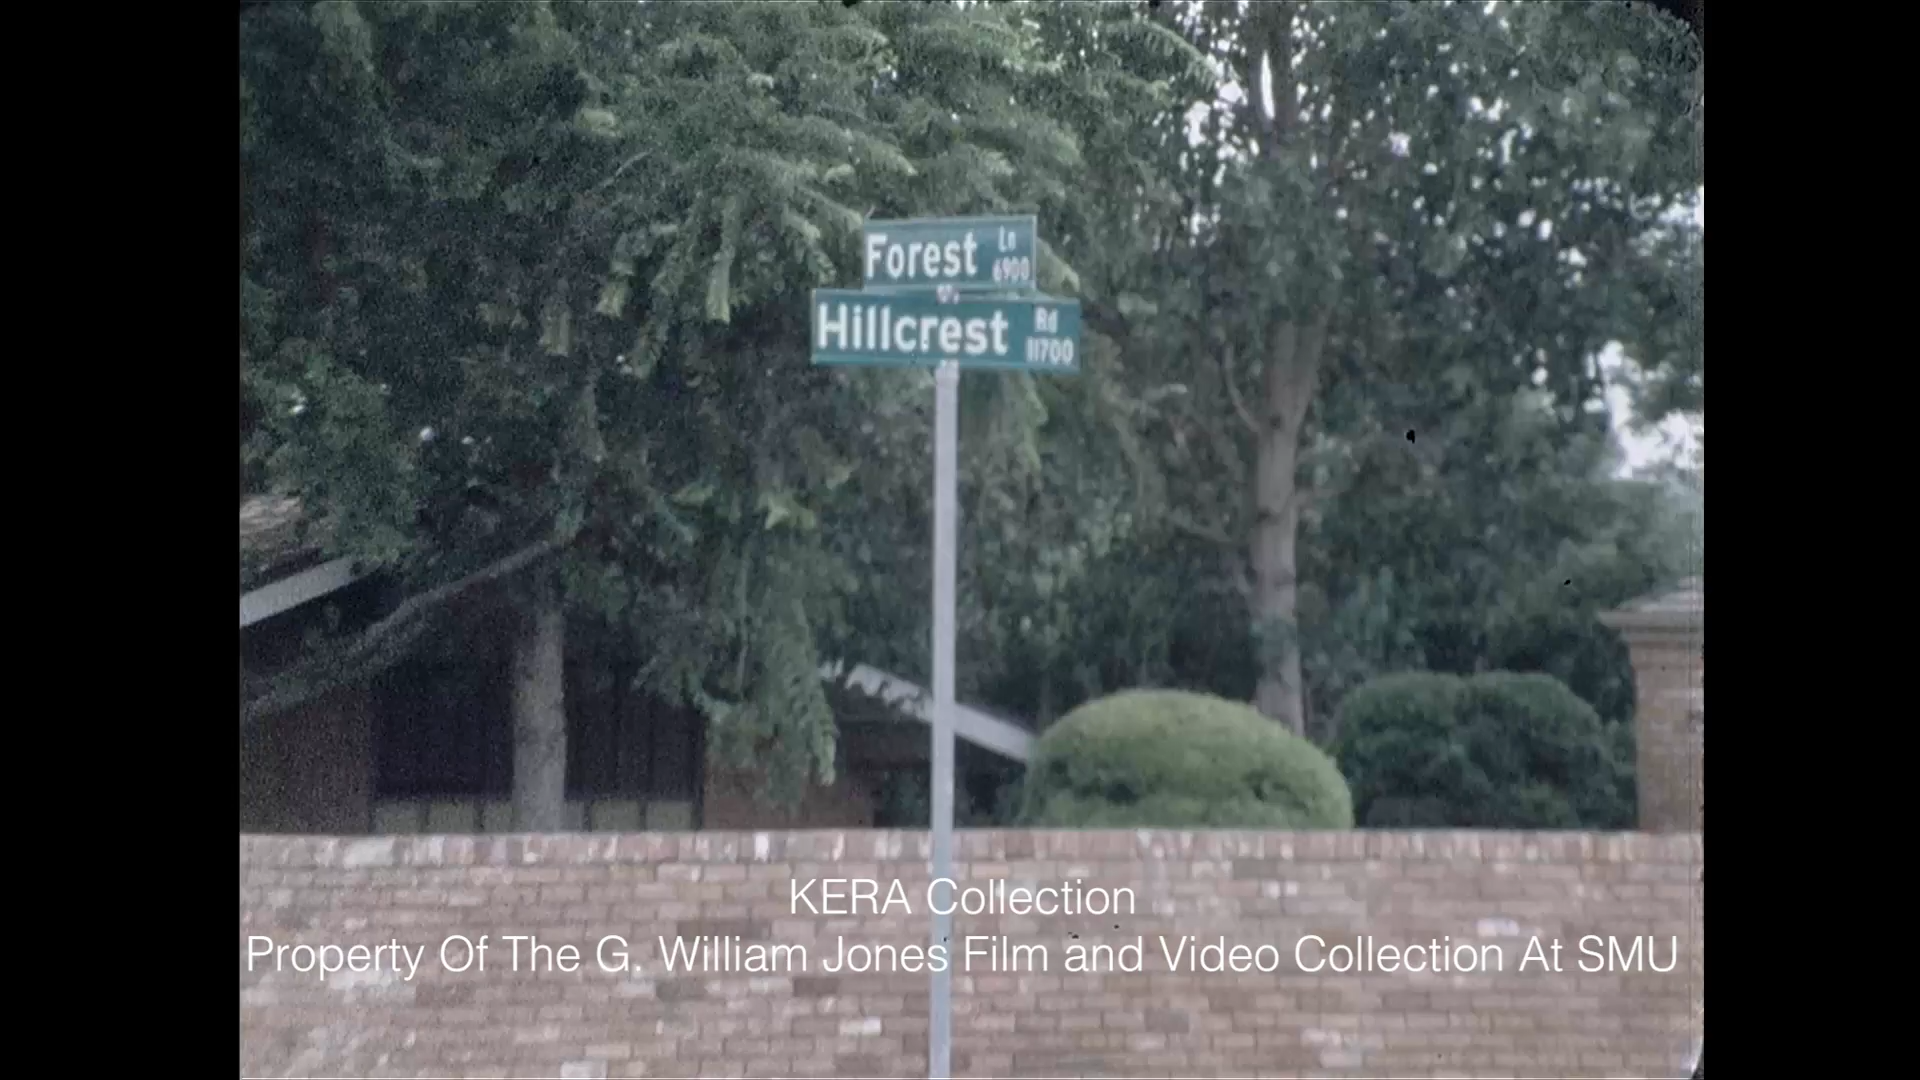 Forest Ln
6900
Hillcrest Rd
11700
KERA Collection
Property Of The G. William Jones Film and Video Collection At SMU